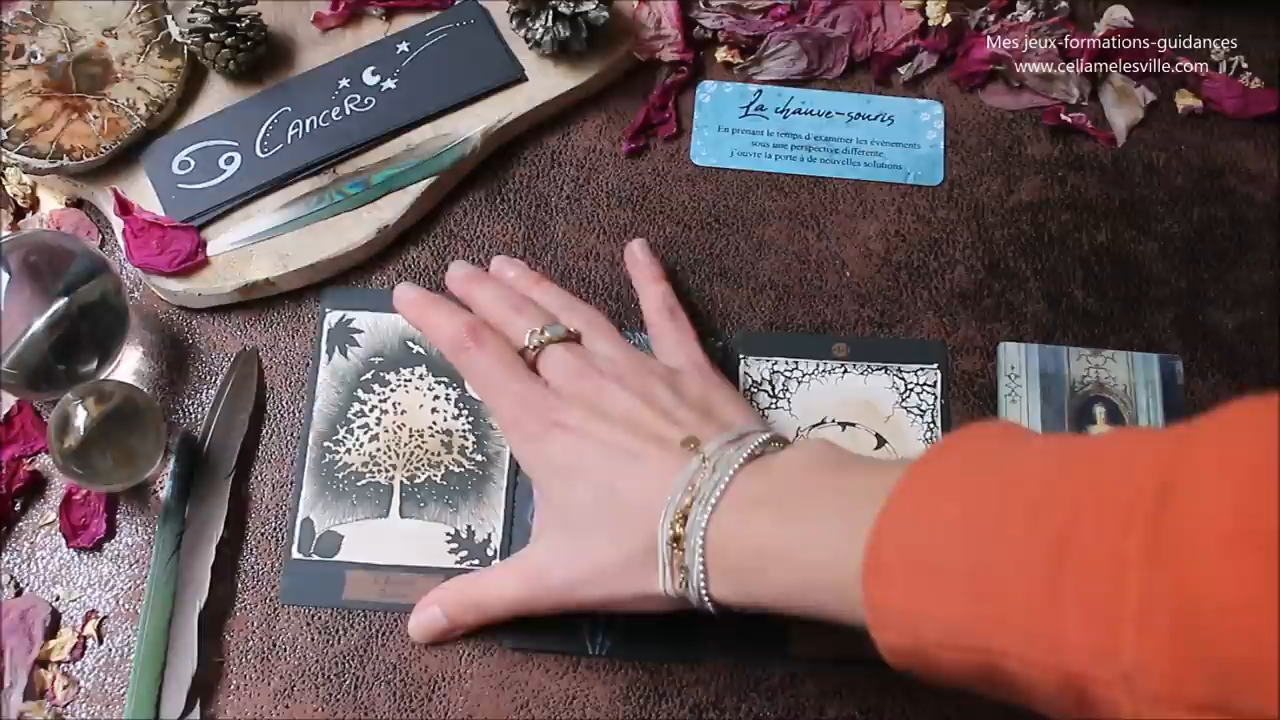 Mes jeux-formations-guidances
www.celiamelesville.com
Cancer
La chauve-souris
En prenant le temps d'examiner les évènements
sous une perspective différente,
j'ouvre la porte à de nouvelles solutions